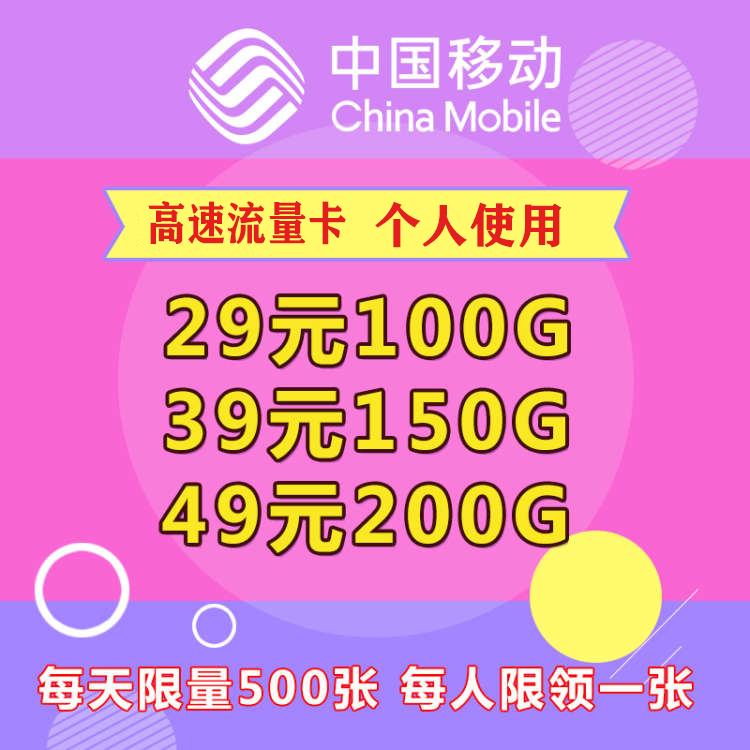 中国移动
China Mobile
高速流量卡 个人使用
29元100G
39元150G
49元200G
每天限量500张 每人限领一张